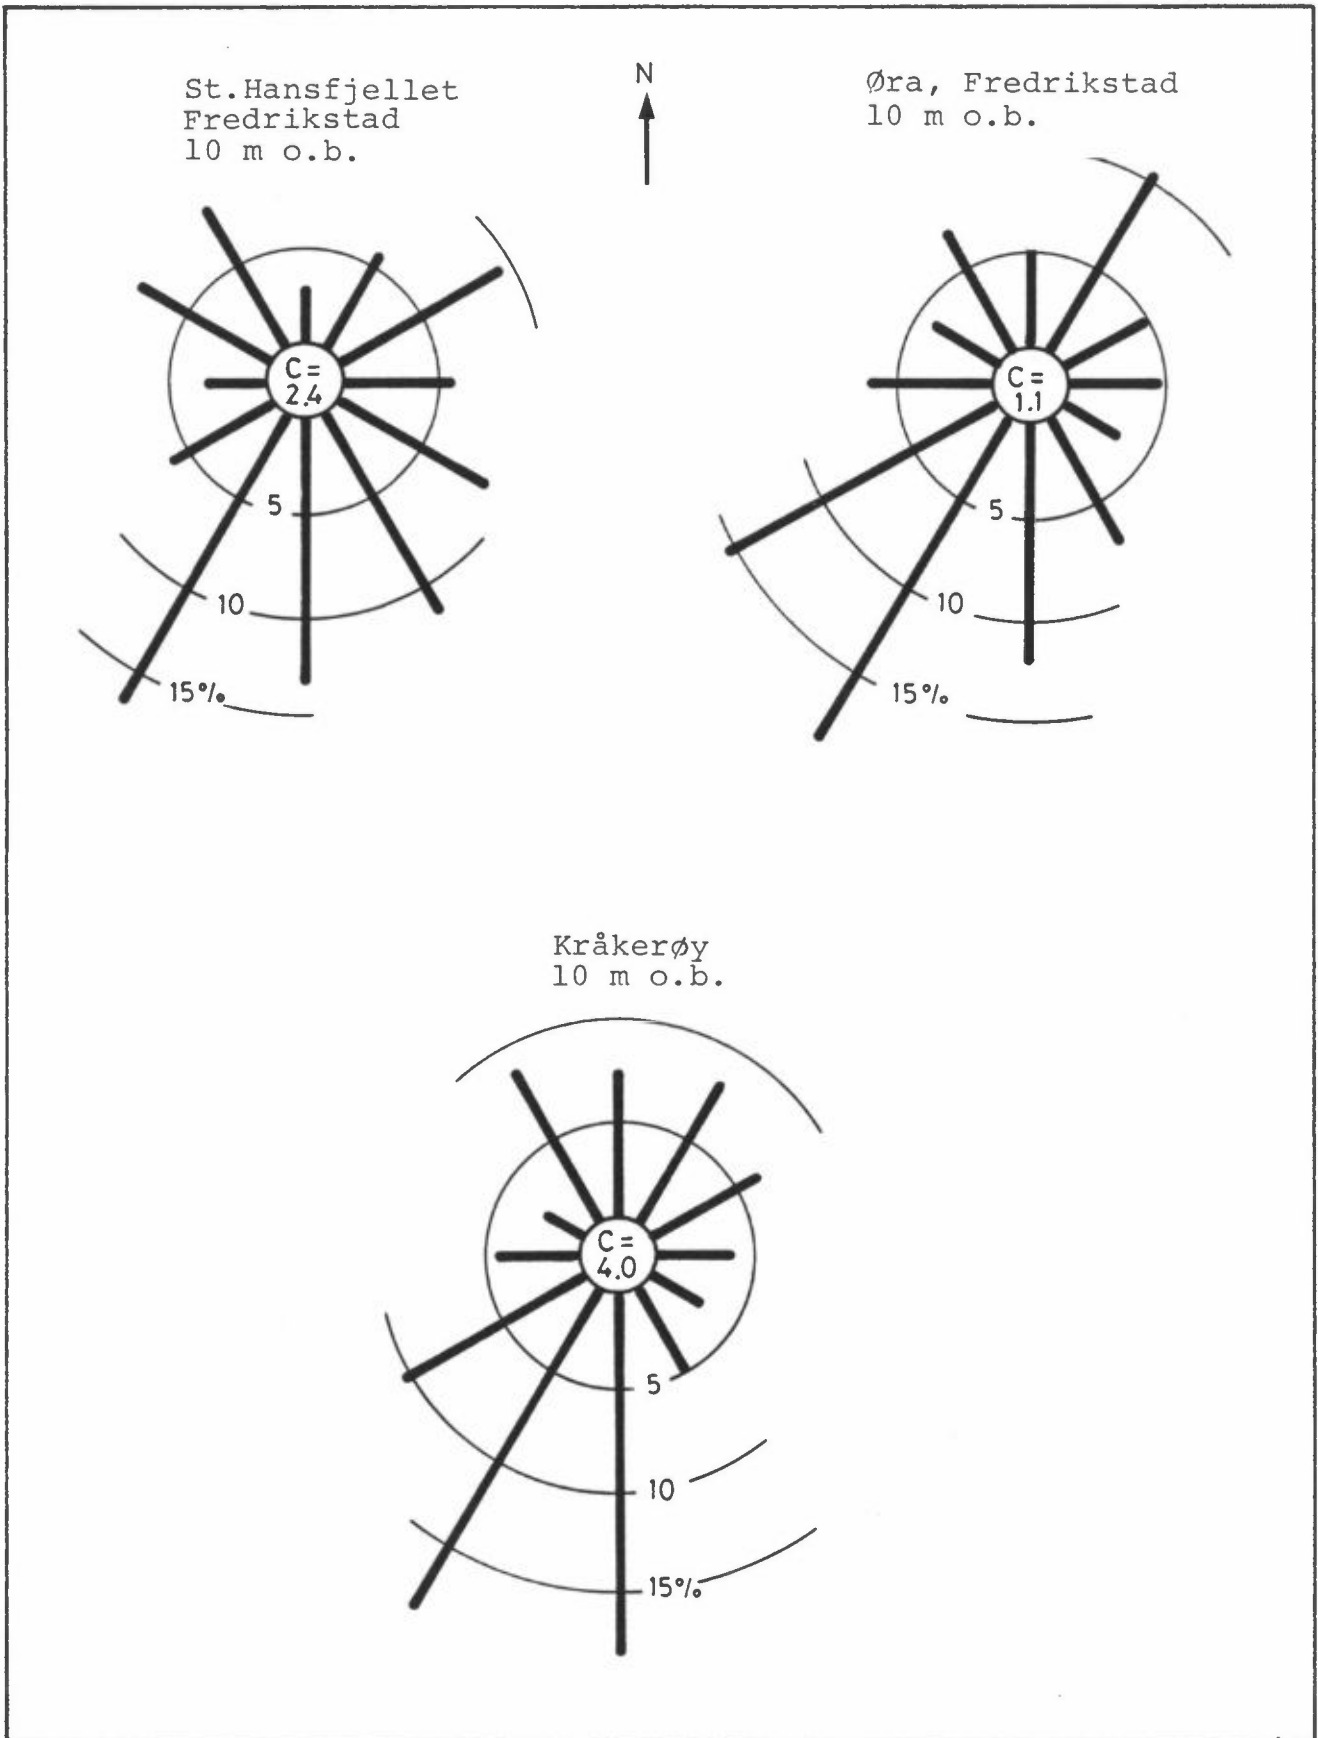 St.Hansfjellet
Fredrikstad
10 m o.b.
N
Øra, Fredrikstad
10 m o.b.
C=
2.4
5
10
15%
C=
1.1
5
10
15%
Kråkerøy
10 m o.b.
C=
4.0
5
10
15%